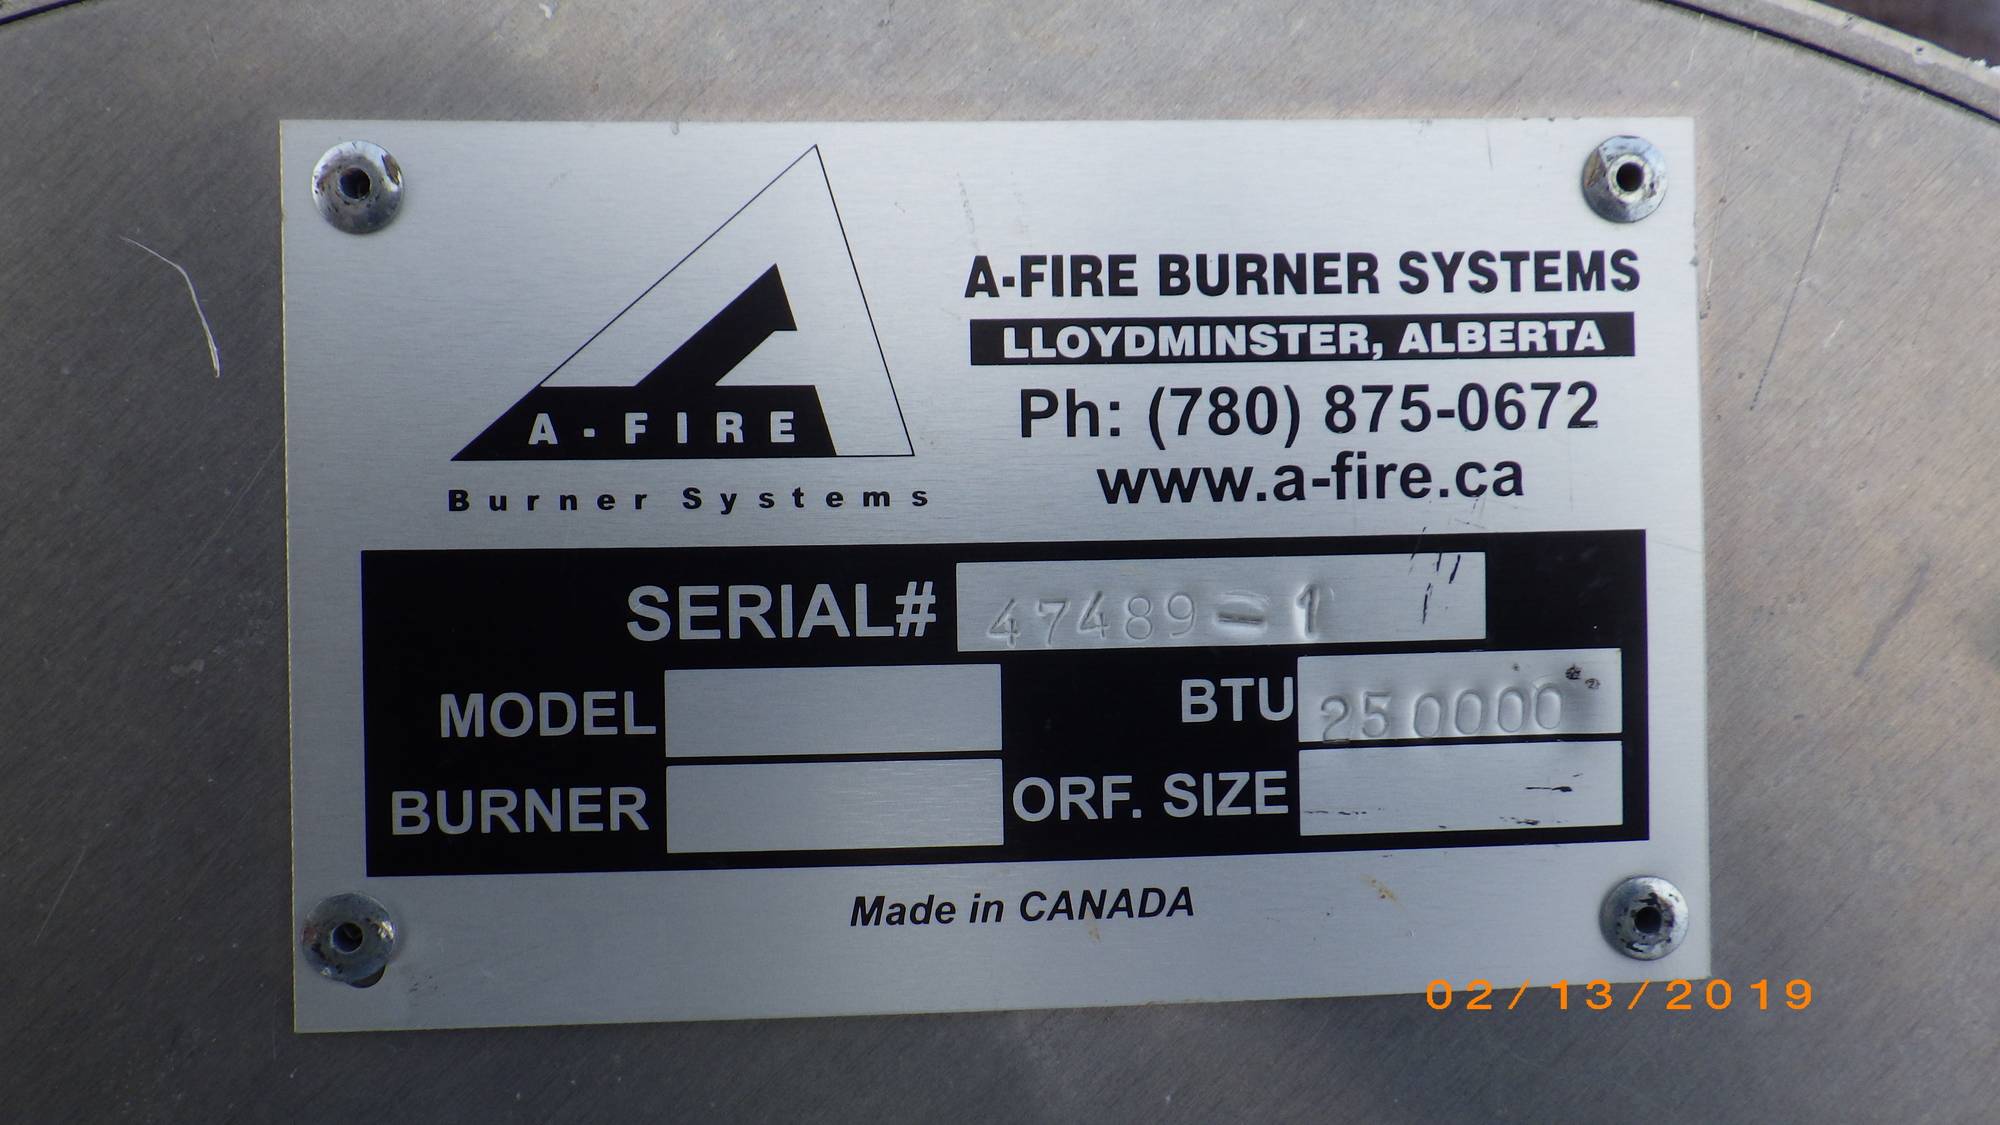 A-FIRE
Burner Systems
A-FIRE BURNER SYSTEMS
LLOYDMINSTER, ALBERTA
Ph: (780) 875-0672
www.a-fire.ca
SERIAL# 47489-1
MODEL
BTU 250000
BURNER
ORF. SIZE
Made in CANADA
02/13/2019